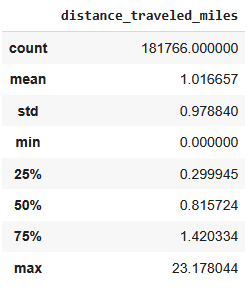 distance_traveled_miles
count 181766.000000
mean 1.016657
std 0.978840
min 0.000000
25% 0.299945
50% 0.815724
75% 1.420334
max 23.178044